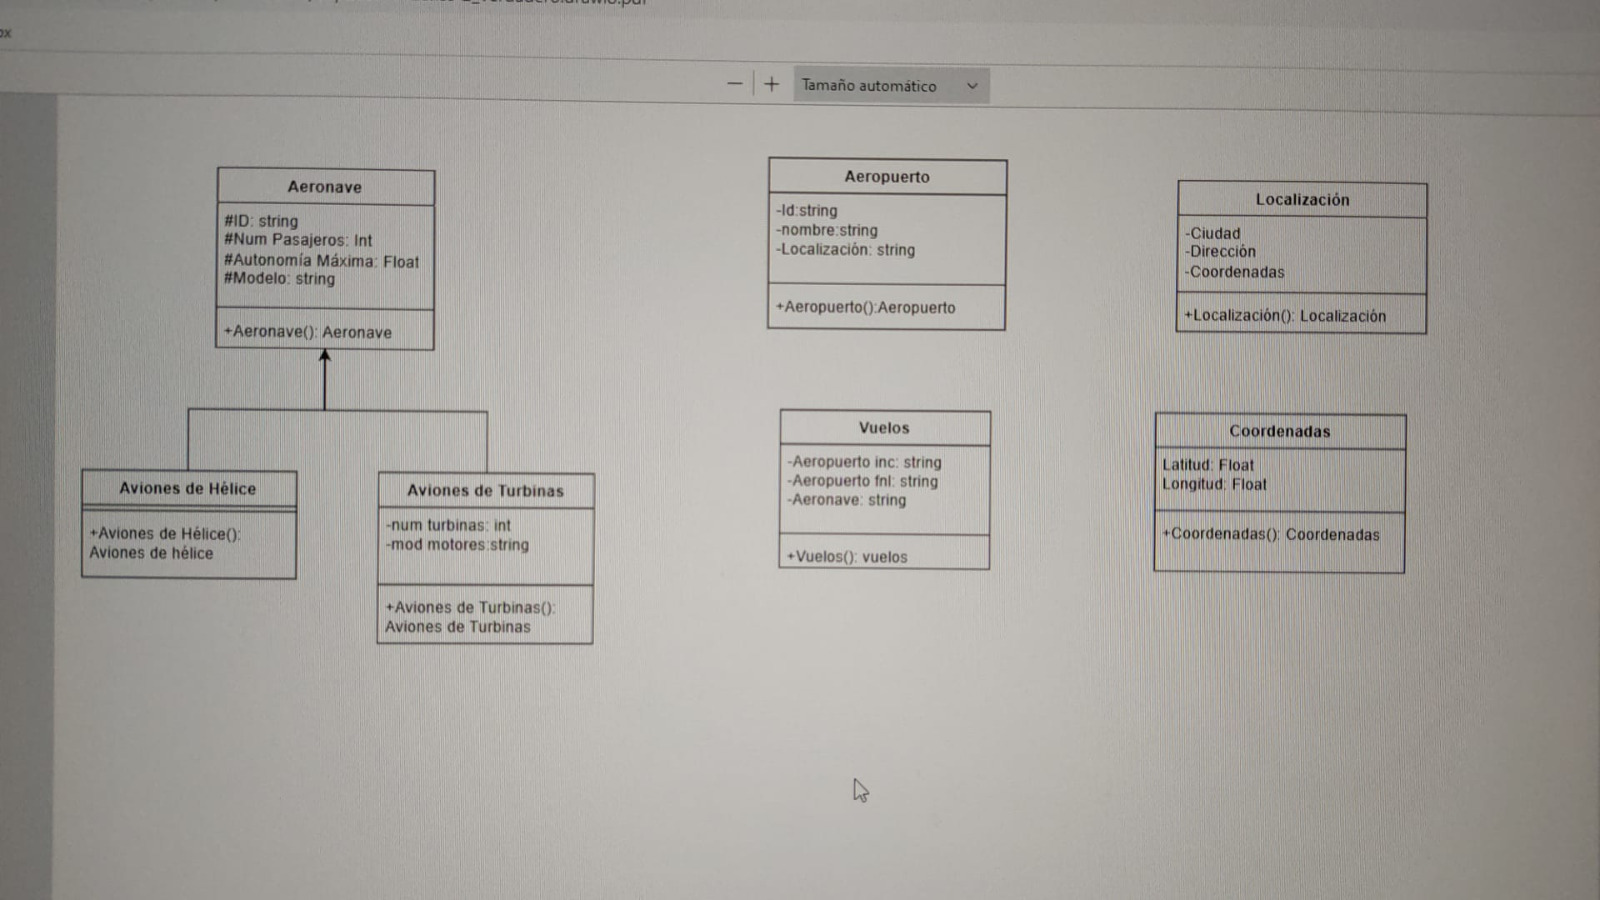 ox
Tamaño automático
Aeronave
#ID: string
#Num Pasajeros: Int
#Autonomía Máxima: Float
#Modelo: string
+Aeronave(): Aeronave
Aviones de Hélice
+Aviones de Hélice():
Aviones de hélice
Aviones de Turbinas
-num turbinas: int
-mod motores:string
+Aviones de Turbinas():
Aviones de Turbinas
Aeropuerto
-Id:string
-nombre:string
-Localización: string
+Aeropuerto():Aeropuerto
Vuelos
-Aeropuerto inc: string
-Aeropuerto fnl: string
-Aeronave: string
+Vuelos(): vuelos
Localización
-Ciudad
-Dirección
-Coordenadas
+Localización(): Localización
Coordenadas
Latitud: Float
Longitud: Float
+Coordenadas(): Coordenadas